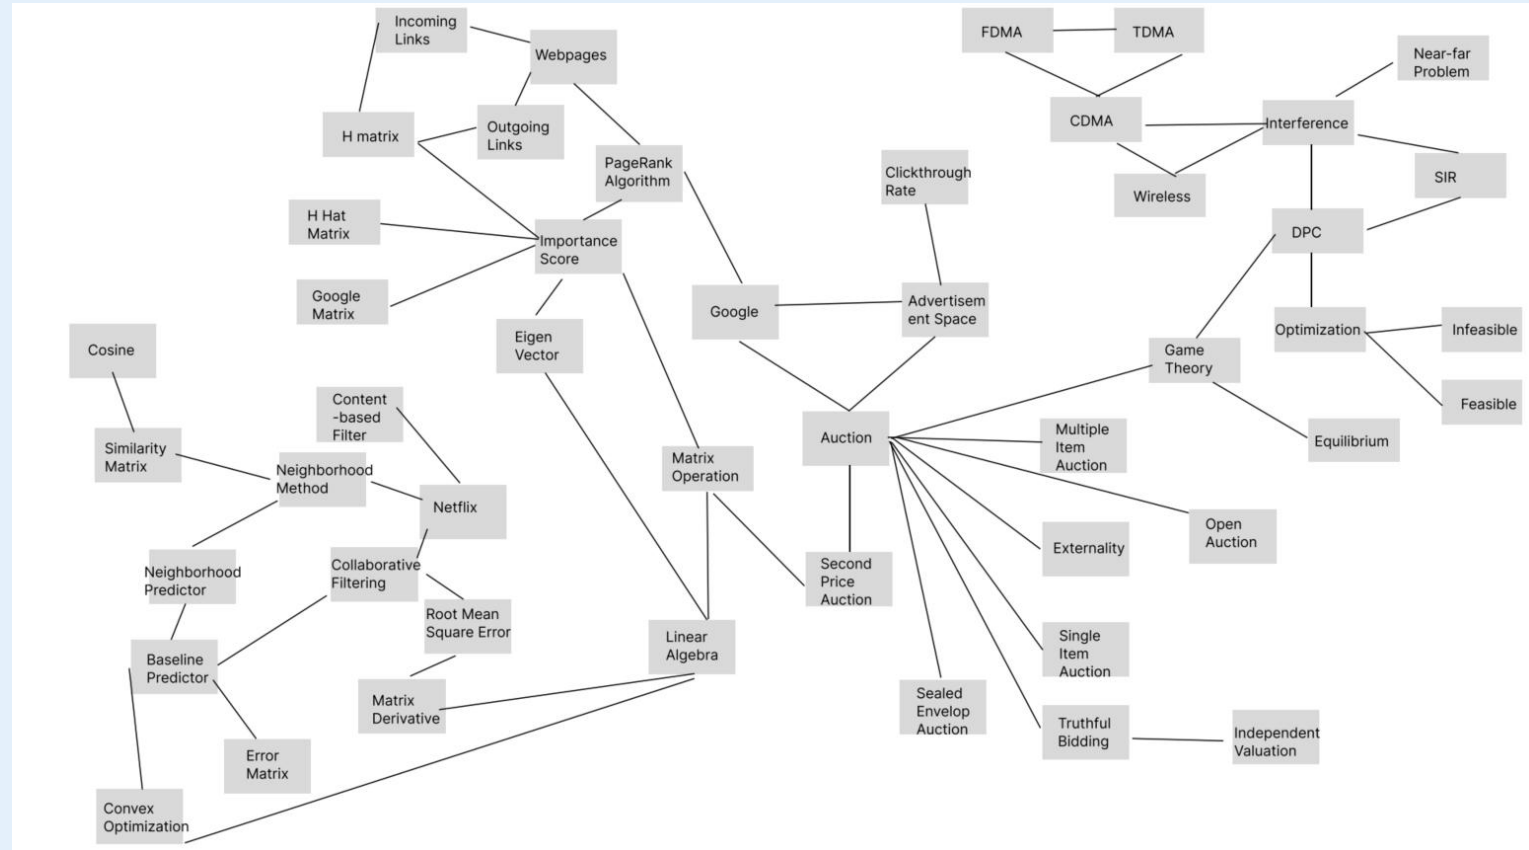 Incoming
Links
Webpages
H matrix
Outgoing
Links
PageRank
Algorithm
H Hat
Matrix
Importance
Score
Google
Matrix
Eigen
Vector
Cosine
Content
-based
Filter
Similarity
Matrix
Neighborhood
Method
Netflix
Matrix
Operation
Neighborhood
Predictor
Collaborative
Filtering
Root Mean
Square Error
Baseline
Predictor
Linear
Algebra
Matrix
Derivative
Error
Matrix
Convex
Optimization
FDMA
TDMA
Near-far
Problem
CDMA
Interference
Wireless
SIR
Clickthrough
Rate
DPC
Google
Advertisem
ent Space
Optimization
Infeasible
Game
Theory
Feasible
Equilibrium
Auction
Multiple
Item
Auction
Open
Auction
Externality
Second
Price
Auction
Single
Item
Auction
Sealed
Envelop
Auction
Truthful
Bidding
Independent
Valuation